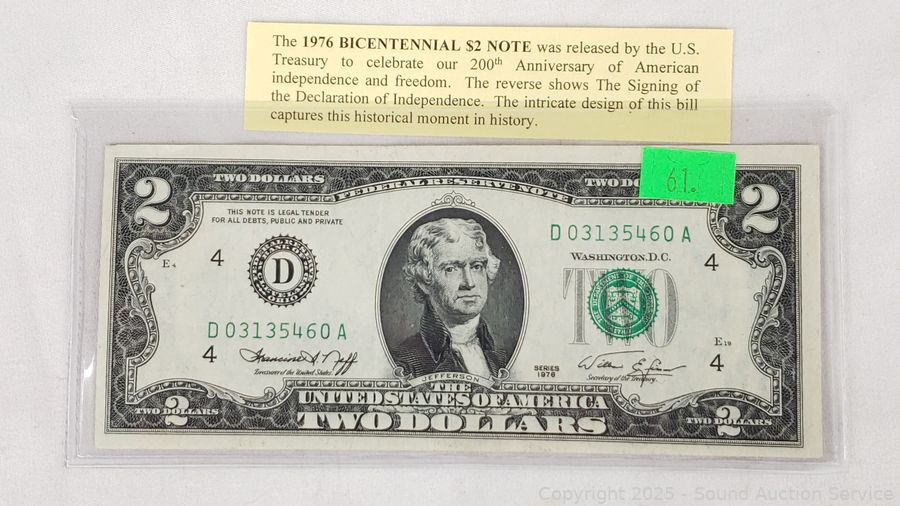 The 1976 BICENTENNIAL $2 NOTE was released by the U.S.
Treasury to celebrate our 200th Anniversary of American
independence and freedom. The reverse shows The Signing of
the Declaration of Independence. The intricate design of this bill
captures this historical moment in history.
61.
2
TWO DOLLARS
FEDERAL RESERVE NOTE
TWO DO
2
THIS NOTE IS LEGAL TENDER
FOR ALL DEBTS, PUBLIC AND PRIVATE
D 03135460 A
WASHINGTON, D.C.
E4
4
D
TWO
4
D 03135460 A
4
Francine I. Neff
Treasurer of the United States.
SERIES
1976
Secretary of the Treasury.
E19
4
JEFFERSON
THE
UNITED STATES OF AMERICA
TWO DOLLARS
TWO DOLLARS
2
TWO DOLLARS
2
Copyright 2025 - Sound Auction Service